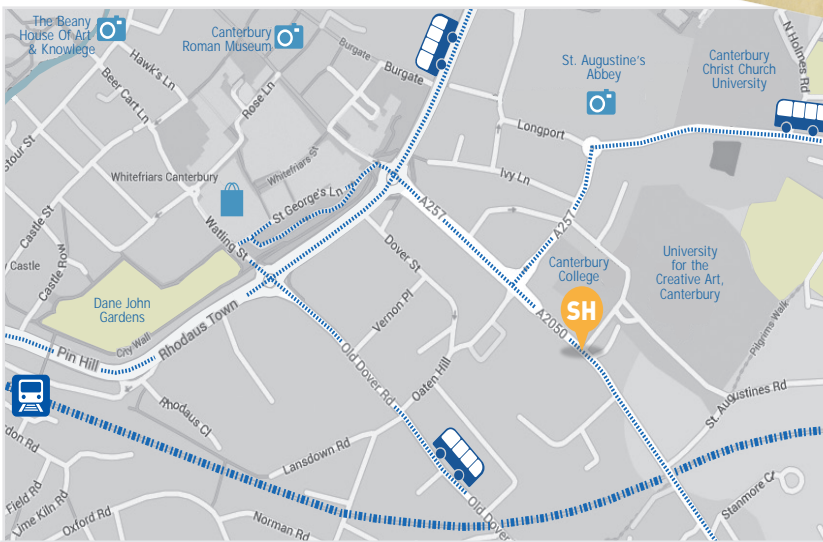 The Beany
House Of Art
& Knowlege
Canterbury
Roman Museum
Hawk's Ln
Beer Cart Ln
Rose Ln
Burgate
Burgate
St. Augustine's
Abbey
Canterbury
Christ Church
University
N Holmes Rd
Longport
Stour St
Whitefriars St
Whitefriars Canterbury
Ivy Ln
St George's Ln
A257
A257
Castle St
Watling St
Castle Row
Castle
Dover St
Canterbury
College
University
for the
Creative Art,
Canterbury
Dane John
Gardens
Vernon Pl
SH
A2050
Pilgrims Walk
City Wall
Rhodaus Town
Pin Hill
Old Dover Rd
Oaten Hill
St. Augustines Rd
Rhodaus Cl
don Rd
Lansdown Rd
Field Rd
Lime Kiln Rd
Oxford Rd
Norman Rd
Old Dover
Stanmore Ct